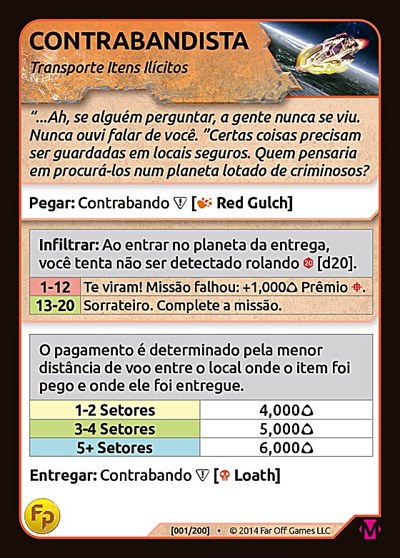 CONTRABANDISTA
Transporte Itens Ilícitos
“...Ah, se alguém perguntar, a gente nunca se viu.
Nunca ouvi falar de você. ”Certas coisas precisam
ser guardadas em locais seguros. Quem pensaria
em procurá-los num planeta lotado de criminosos?
Pegar: Contrabando [ Red Gulch]
Infiltrar: Ao entrar no planeta da entrega,
você tenta não ser detectado rolando [d20].
1-12 Te viram! Missão falhou: +1,000 Prêmio .
13-20 Sorrateiro. Complete a missão.
O pagamento é determinado pela menor
distância de voo entre o local onde o item foi
pego e onde ele foi entregue.
1-2 Setores 4,000
3-4 Setores 5,000
5+ Setores 6,000
Entregar: Contrabando [ Loath]
FP
[001/200] • © 2014 Far Off Games LLC